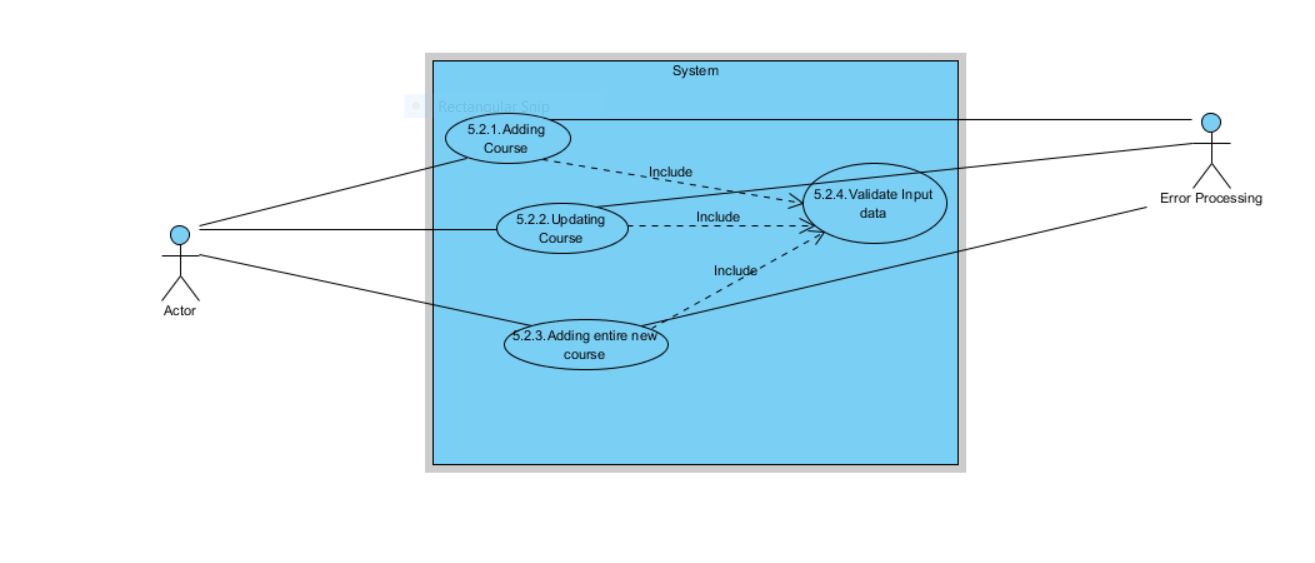 System
Rectangular Snip
5.2.1.Adding
Course
Include
5.2.4.Validate Input
data
Error Processing
5.2.2.Updating
Course
Include
Include
Actor
5.2.3.Adding entire new
course